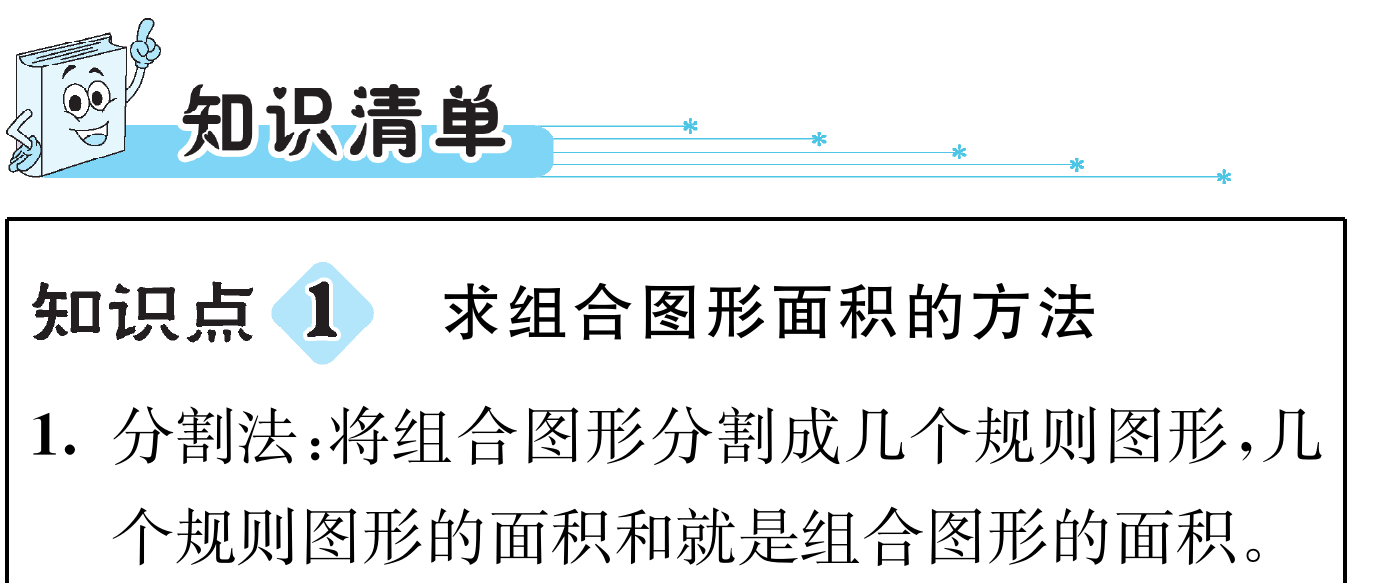 知识清单
知识点 1 求组合图形面积的方法
1. 分割法:将组合图形分割成几个规则图形,几
个规则图形的面积和就是组合图形的面积。